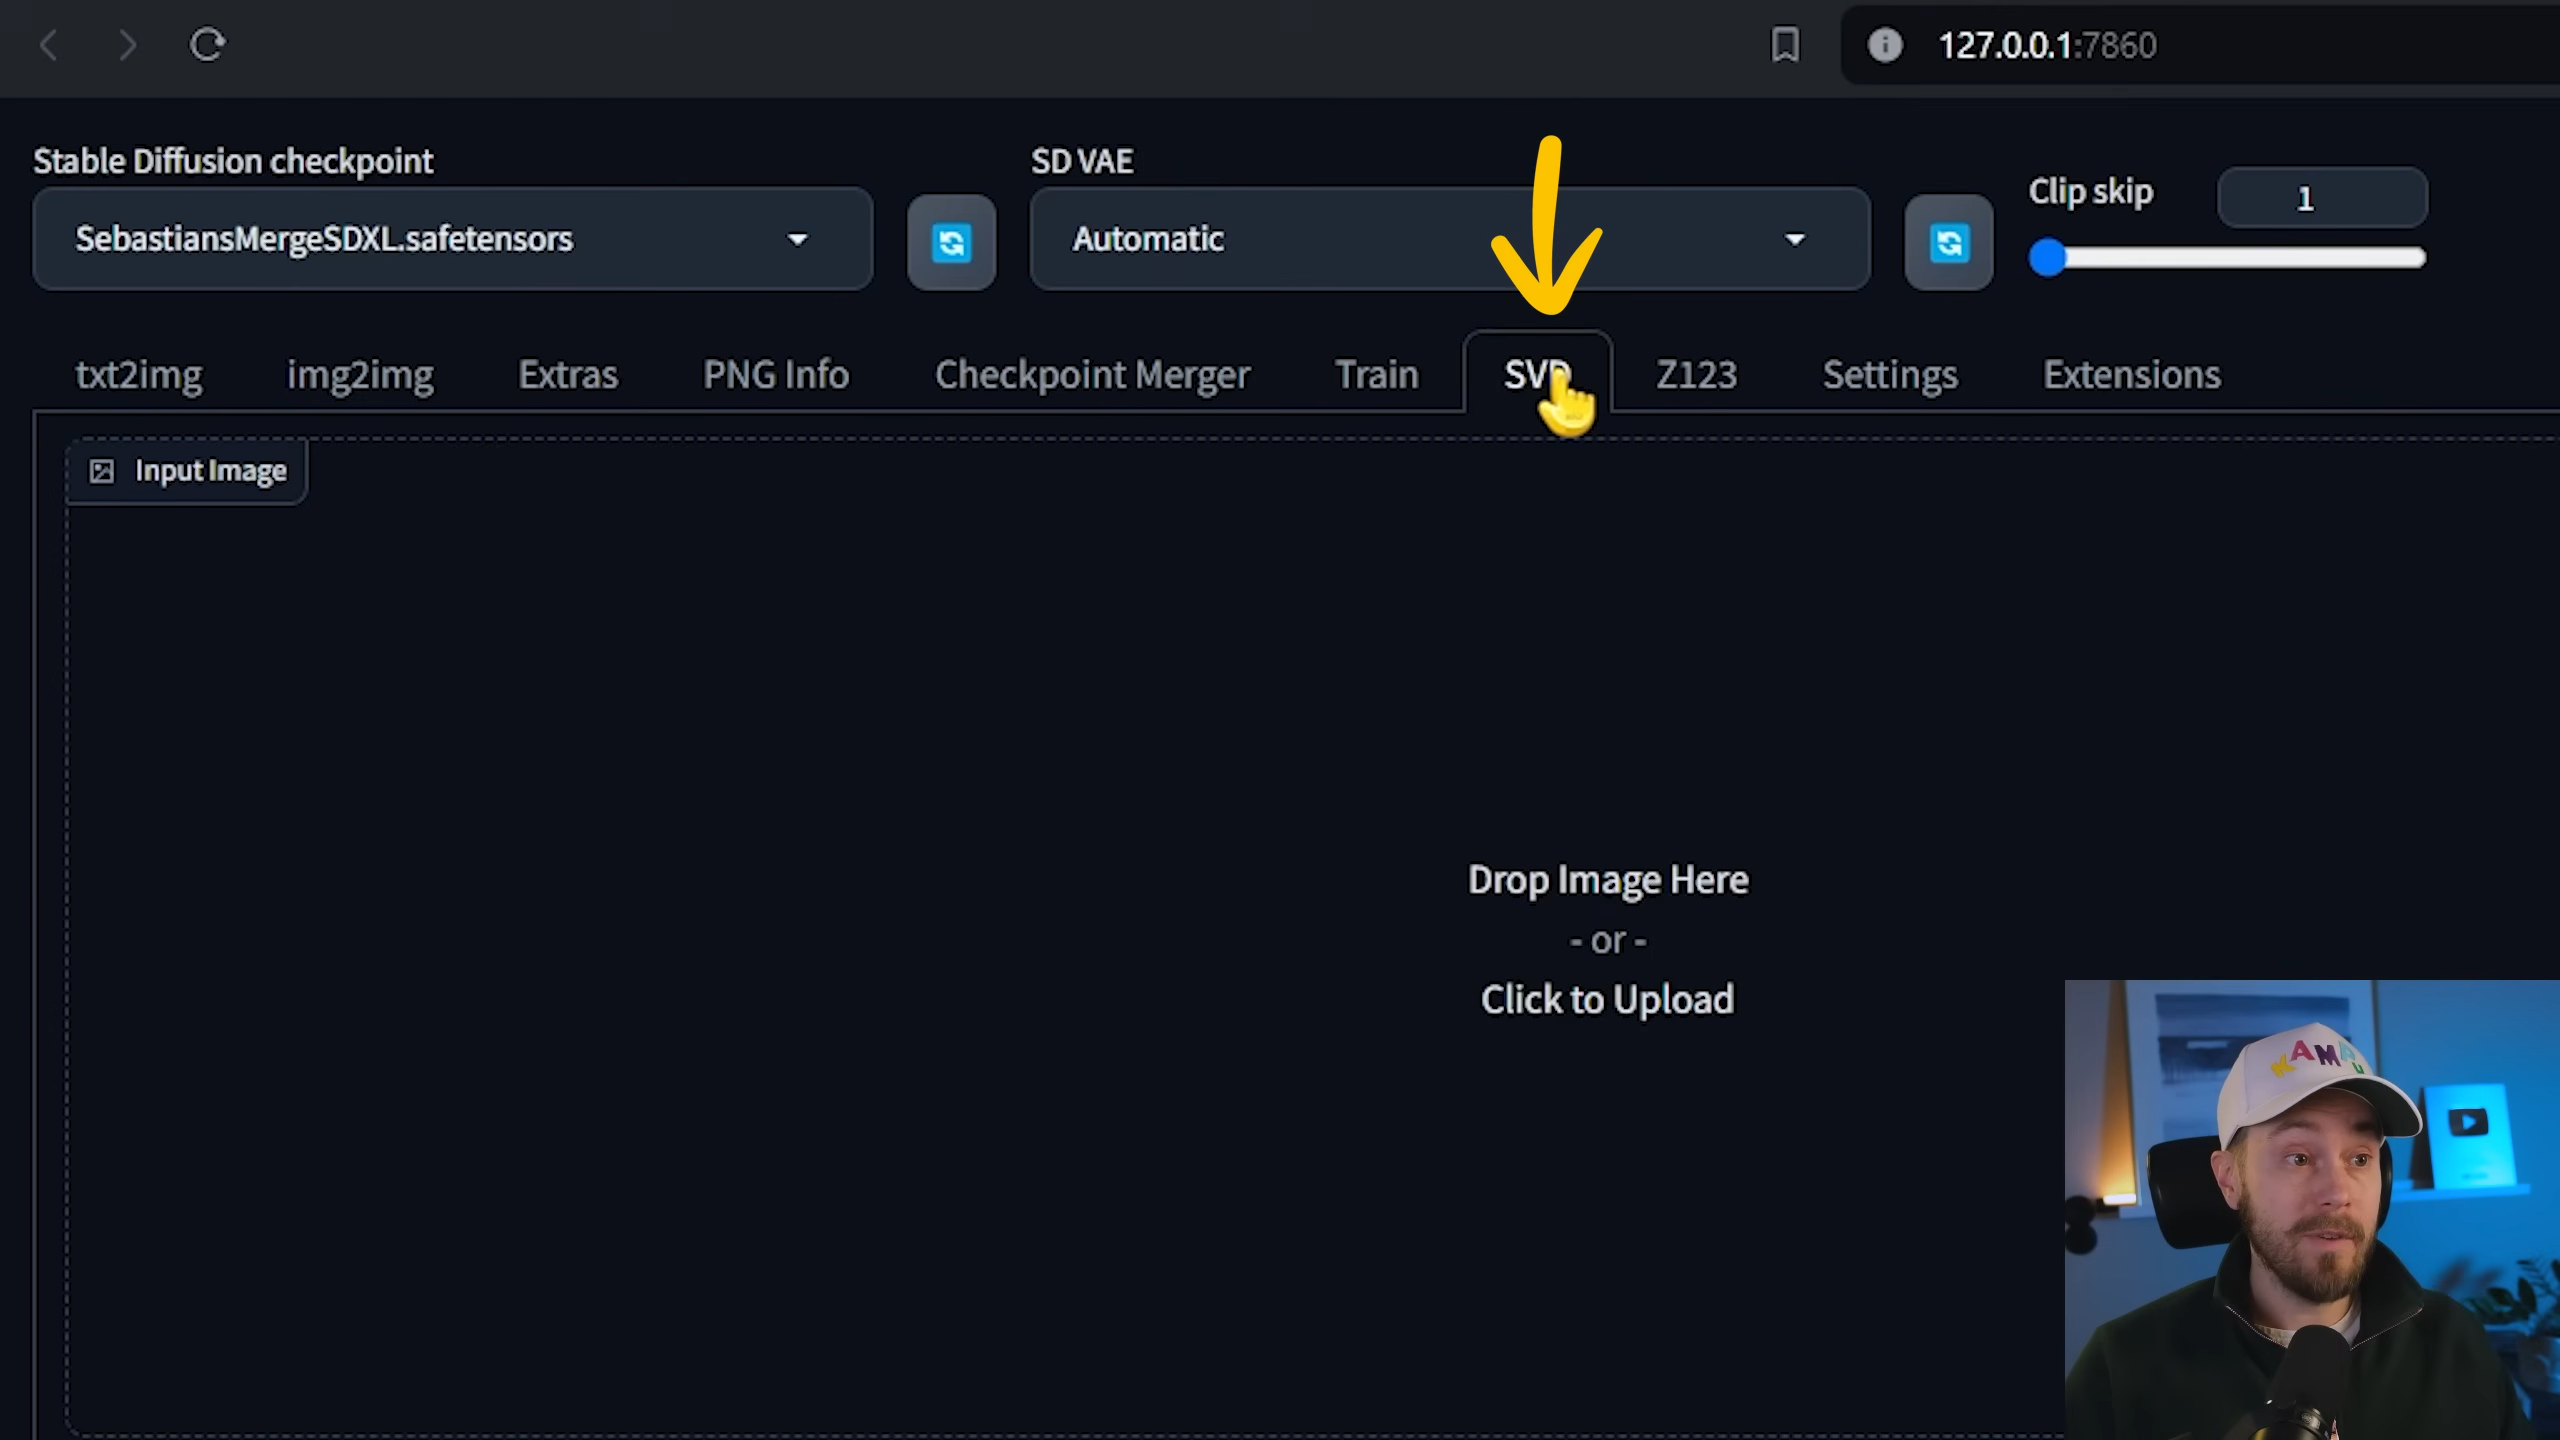 127.0.0.1:7860
Stable Diffusion checkpoint
SD VAE
Clip skip
1
SebastiansMergeSDXL.safetensors
Automatic
txt2img
img2img
Extras
PNG Info
Checkpoint Merger
Train
SVD
Z123
Settings
Extensions
Input Image
Drop Image Here
- or -
Click to Upload